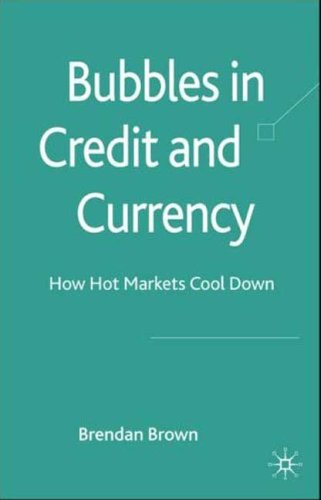 Bubbles in
Credit and
Currency
How Hot Markets Cool Down
Brendan Brown